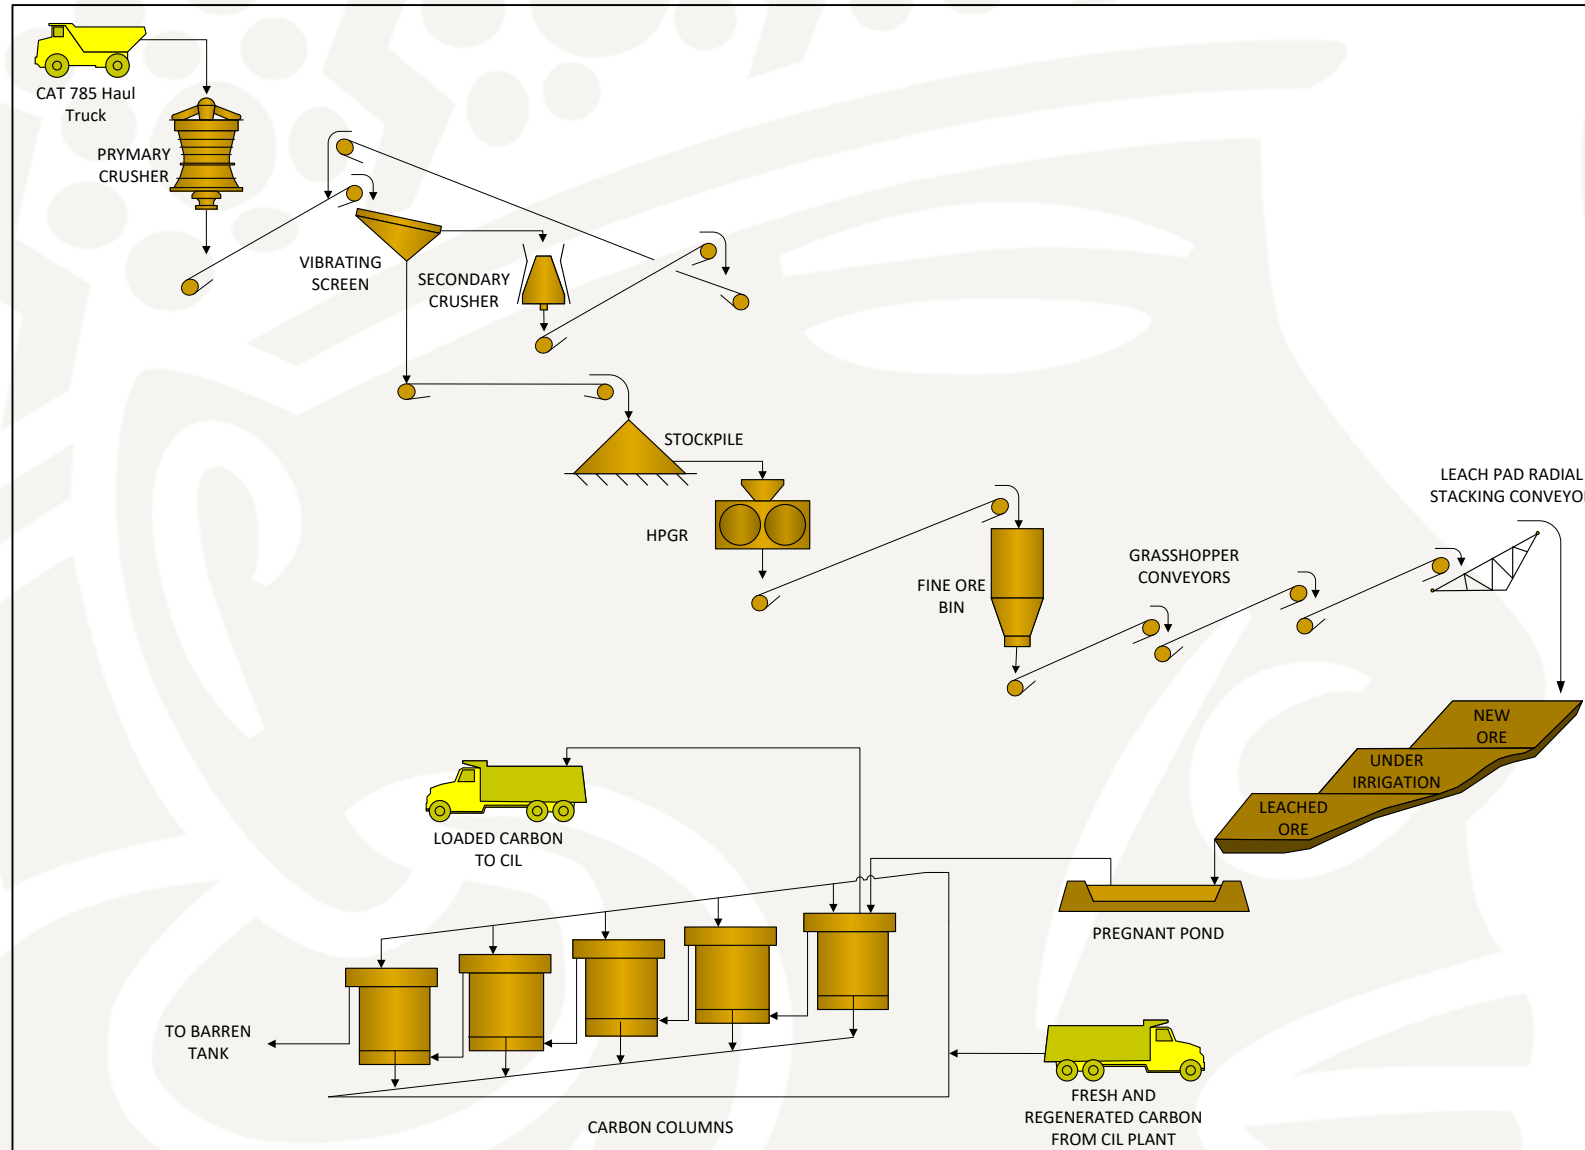 CAT 785 Haul
Truck
PRYMARY
CRUSHER
VIBRATING
SCREEN
SECONDARY
CRUSHER
STOCKPILE
HPGR
FINE ORE
BIN
GRASSHOPPER
CONVEYORS
LEACH PAD RADIAL
STACKING CONVEYOR
NEW
ORE
UNDER
IRRIGATION
LEACHED
ORE
PREGNANT POND
LOADED CARBON
TO CIL
TO BARREN
TANK
CARBON COLUMNS
FRESH AND
REGENERATED CARBON
FROM CIL PLANT